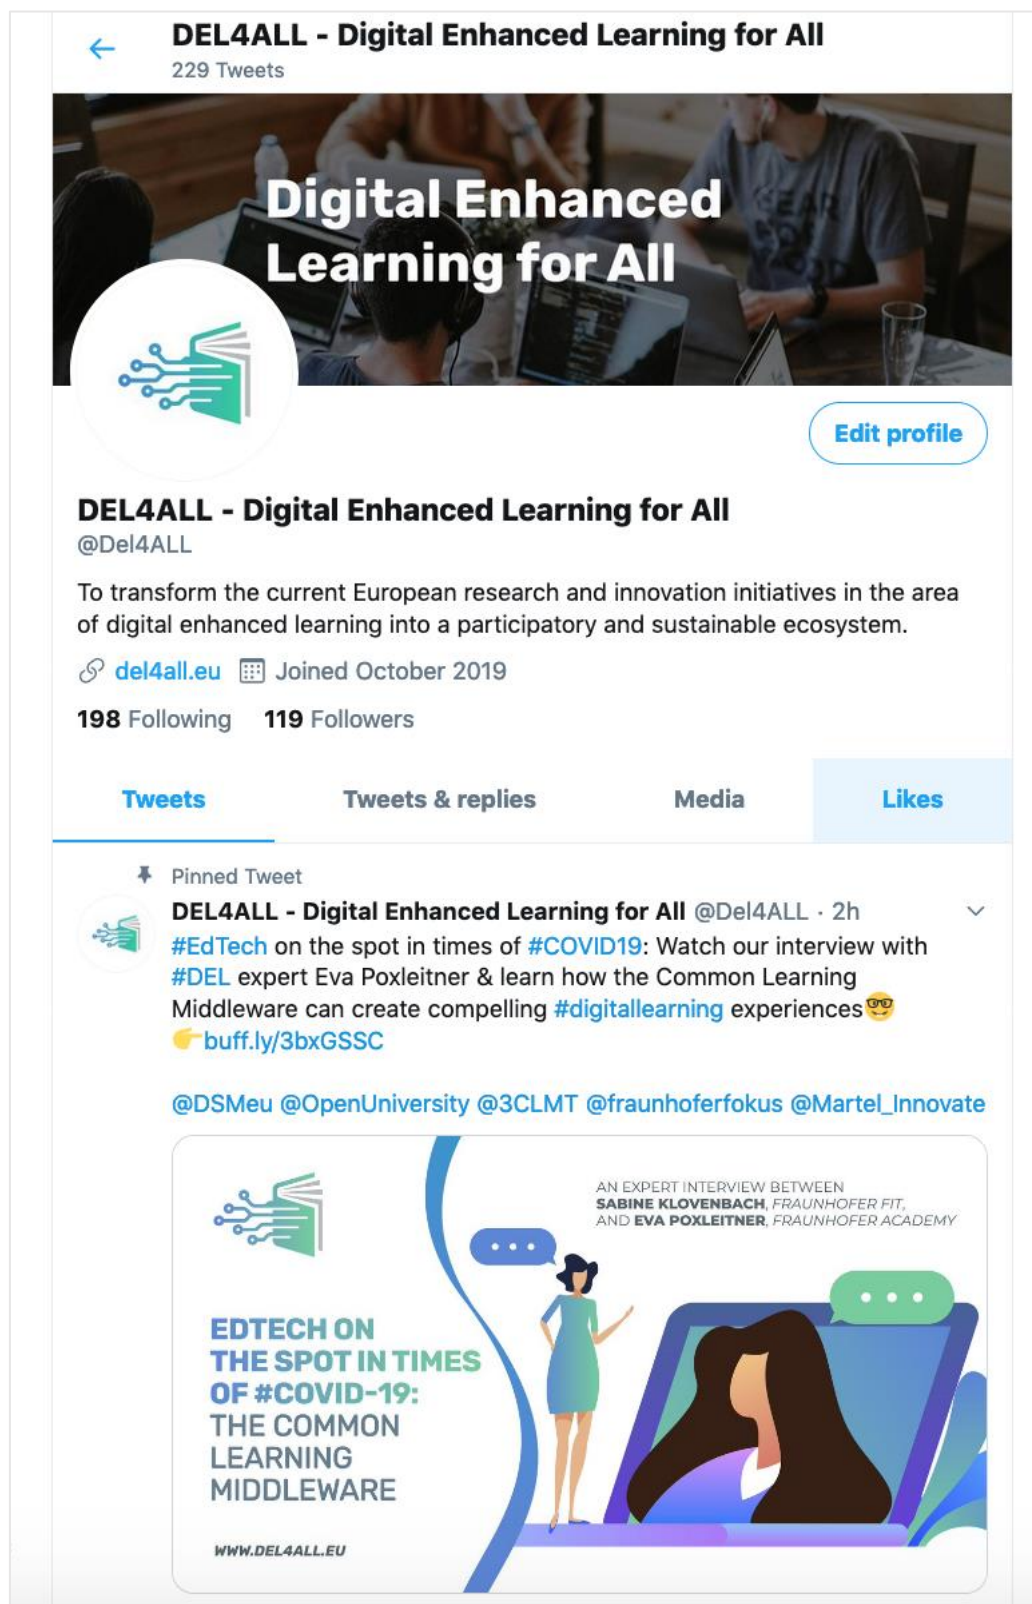 DEL4ALL - Digital Enhanced Learning for All
229 Tweets
Digital Enhanced
Learning for All
Edit profile
DEL4ALL - Digital Enhanced Learning for All
@Del4ALL
To transform the current European research and innovation initiatives in the area
of digital enhanced learning into a participatory and sustainable ecosystem.
del4all.eu Joined October 2019
198 Following 119 Followers
Tweets Tweets & replies Media Likes
Pinned Tweet
DEL4ALL - Digital Enhanced Learning for All @Del4ALL · 2h
#EdTech on the spot in times of #COVID19: Watch our interview with
#DEL expert Eva Poxleitner & learn how the Common Learning
Middleware can create compelling #digitallearning experiences🤓
👉buff.ly/3bxGSSC
@DSMeu @OpenUniversity @3CLMT @fraunhoferfokus @Martel_Innovate
AN EXPERT INTERVIEW BETWEEN
SABINE KLOVENBACH, FRAUNHOFER FIT,
AND EVA POXLEITNER, FRAUNHOFER ACADEMY
EDTECH ON
THE SPOT IN TIMES
OF #COVID-19:
THE COMMON
LEARNING
MIDDLEWARE
WWW.DEL4ALL.EU